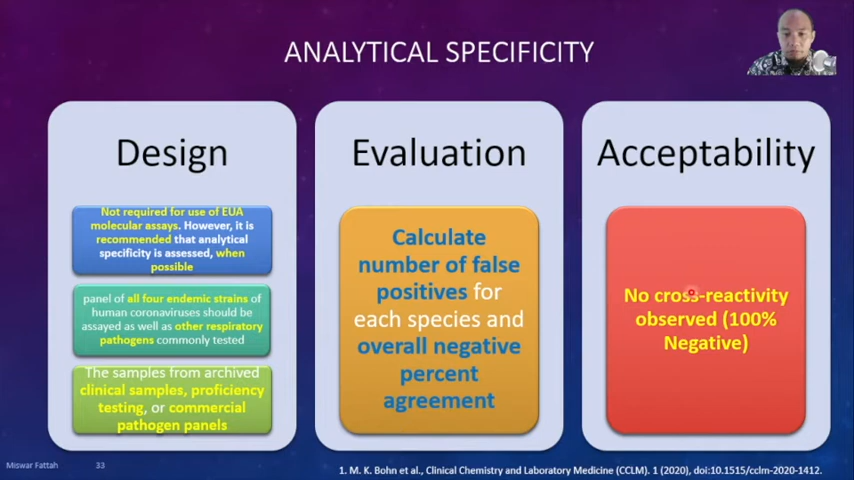 ANALYTICAL SPECIFICITY
Design
Not required for use of EUA
molecular assays. However, it is
recommended that analytical
specificity is assessed, when
possible
panel of all four endemic strains of
human coronaviruses should be
assayed as well as other respiratory
pathogens commonly tested
The samples from archived
clinical samples, proficiency
testing, or commercial
pathogen panels
Evaluation
Calculate
number of false
positives for
each species and
overall negative
percent
agreement
Acceptability
No cross-reactivity
observed (100%
Negative)
Miswar Fattah
33
1. M. K. Bohn et al., Clinical Chemistry and Laboratory Medicine (CCLM). 1 (2020), doi:10.1515/cclm-2020-1412.